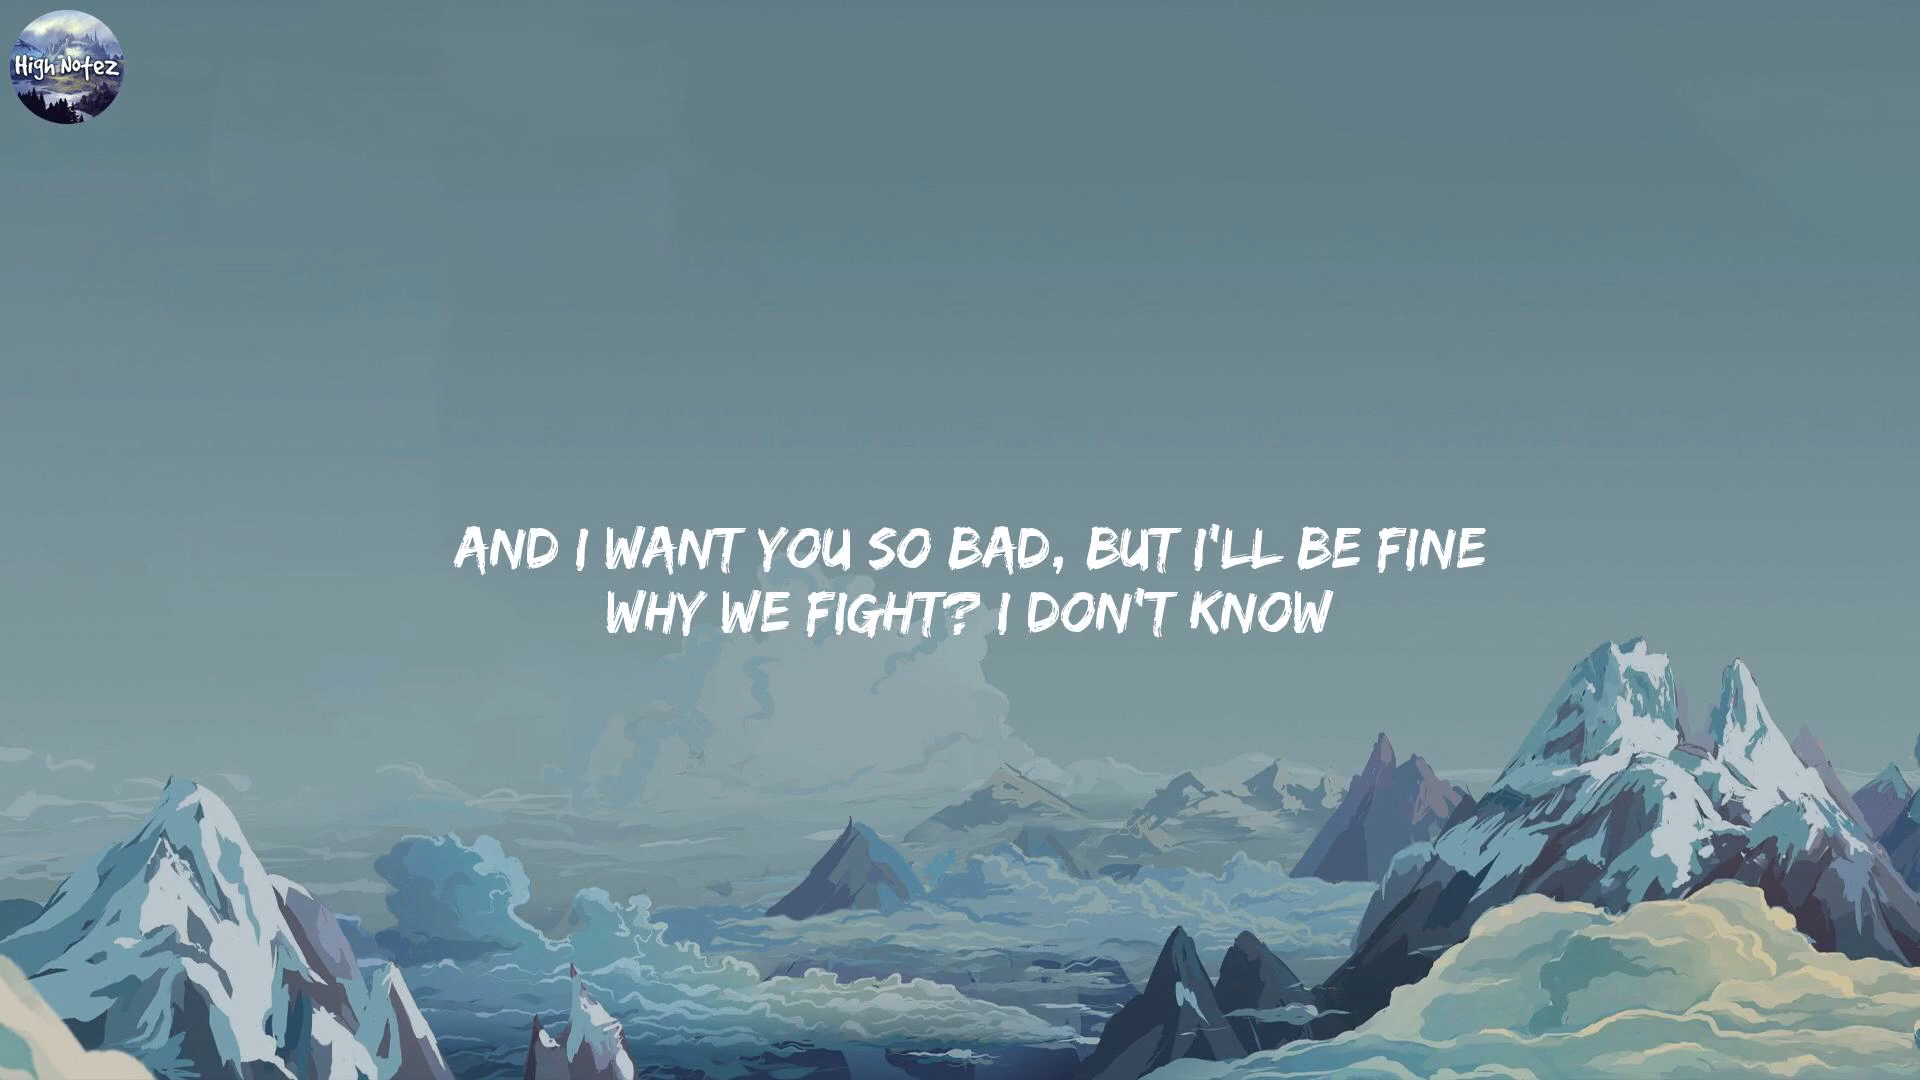 High Notez
AND I WANT YOU SO BAD, BUT I'LL BE FINE
WHY WE FIGHT? I DON'T KNOW